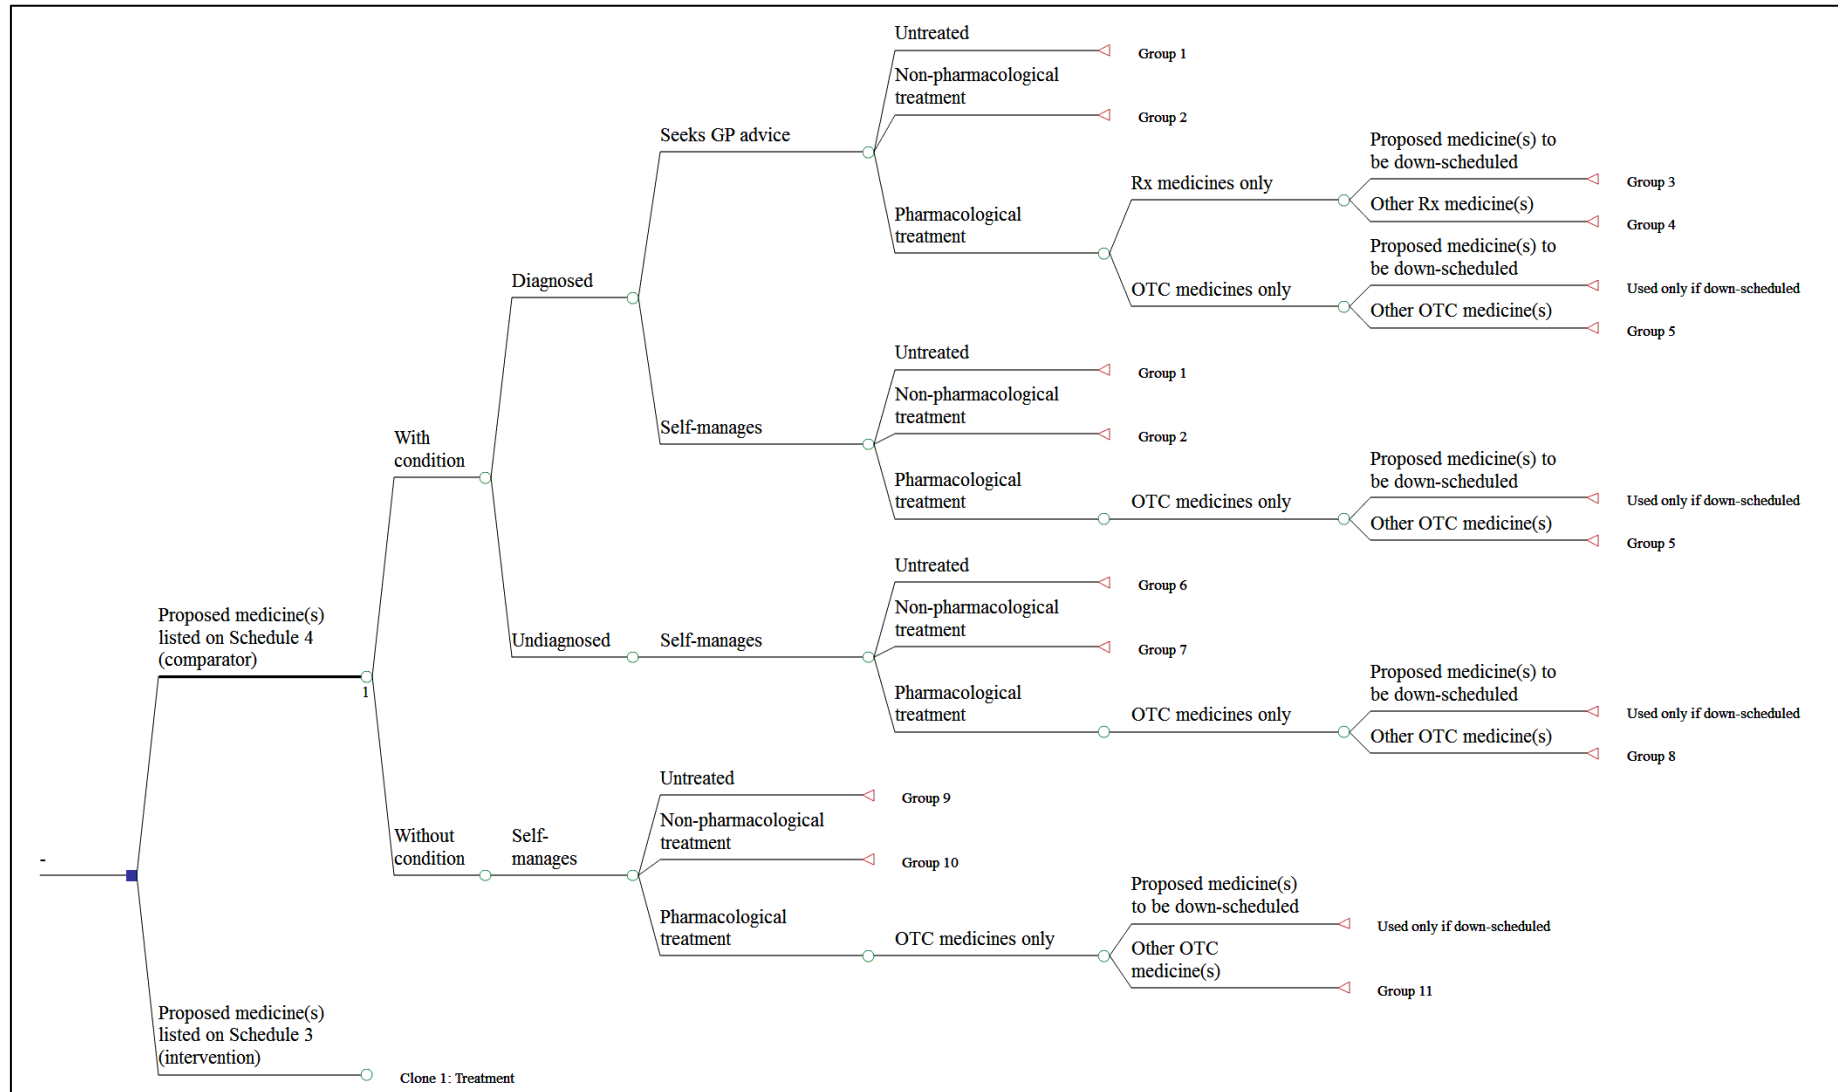 Untreated
Group 1
Non-pharmacological
treatment
Group 2
Seeks GP advice
Proposed medicine(s) to
be down-scheduled
Rx medicines only
Group 3
Other Rx medicine(s)
Pharmacological
treatment
Group 4
Proposed medicine(s) to
be down-scheduled
Diagnosed
OTC medicines only
Used only if down-scheduled
Other OTC medicine(s)
Group 5
Untreated
Group 1
Non-pharmacological
treatment
Self-manages
Group 2
With
condition
Proposed medicine(s) to
be down-scheduled
Pharmacological
treatment
OTC medicines only
Used only if down-scheduled
Other OTC medicine(s)
Group 5
Untreated
Group 6
Non-pharmacological
treatment
Proposed medicine(s)
listed on Schedule 4
(comparator)
1
Undiagnosed
Self-manages
Group 7
Proposed medicine(s) to
be down-scheduled
Pharmacological
treatment
OTC medicines only
Used only if down-scheduled
Other OTC medicine(s)
Group 8
Untreated
Group 9
Non-pharmacological
treatment
Without
condition
Self-
manages
Group 10
-
Proposed medicine(s)
to be down-scheduled
Pharmacological
treatment
OTC medicines only
Used only if down-scheduled
Other OTC
medicine(s)
Group 11
Proposed medicine(s)
listed on Schedule 3
(intervention)
Clone 1: Treatment